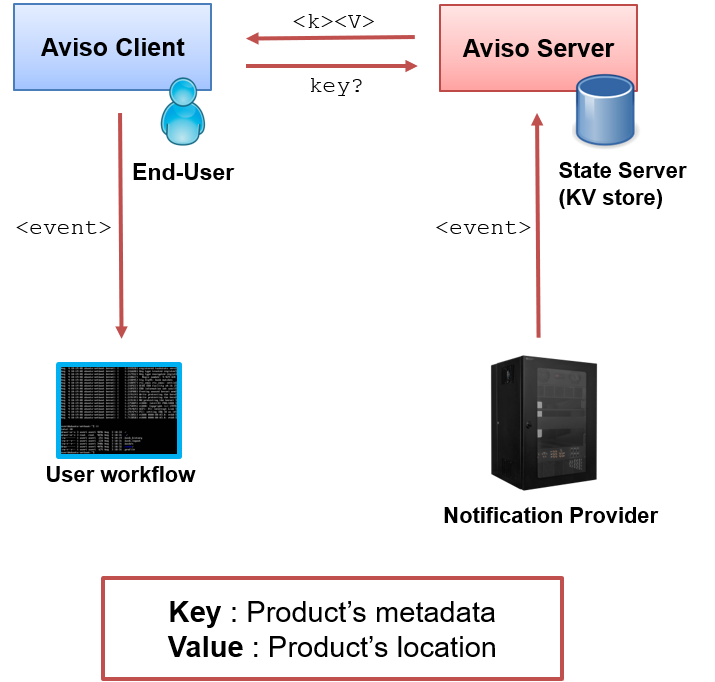 <k><V>
Aviso Client
Aviso Server
key?
End-User
State Server
(KV store)
<event>
<event>
User workflow
Notification Provider
Key : Product's metadata
Value : Product's location